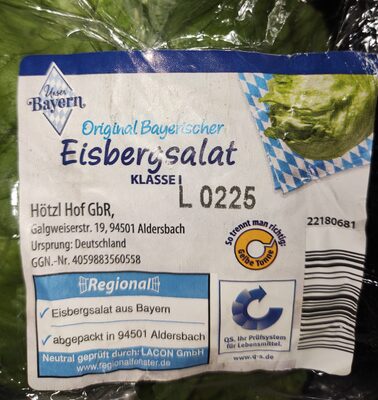 Unser
Bayern
Original Bayerischer
Eisbergsalat
KLASSE I
L 0225
Hötzl Hof GbR,
Galgweiserstr. 19, 94501 Aldersbach
Ursprung: Deutschland
GGN.-Nr. 4059883560558
So trennt man richtig:
Gelbe Tonne
22180681
Regional
✓ Eisbergsalat aus Bayern
✓ abgepackt in 94501 Aldersbach
Neutral geprüft durch: LACON GmbH
www.regionalfenster.de
QS. Ihr Prüfsystem
für Lebensmittel.
www.q-s.de